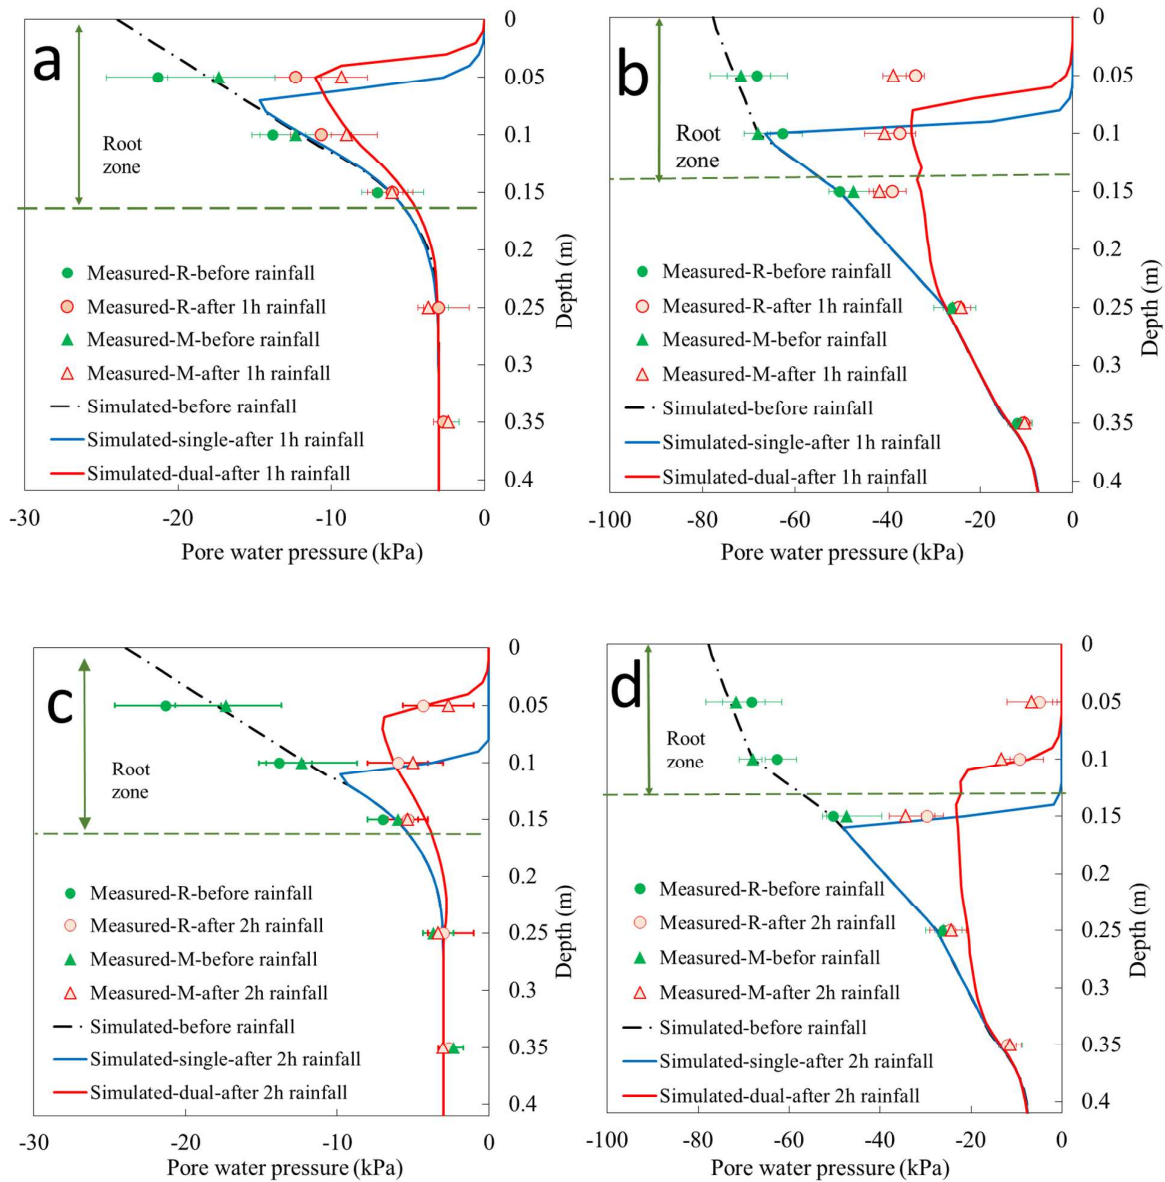 a
0
0.05
0.1
0.15
0.2
0.25
0.3
0.35
0.4
Depth (m)
Root
zone
Measured-R-before rainfall
Measured-R-after 1h rainfall
Measured-M-before rainfall
Measured-M-after 1h rainfall
Simulated-before rainfall
Simulated-single-after 1h rainfall
Simulated-dual-after 1h rainfall
-30
-20
-10
0
Pore water pressure (kPa)
b
0
0.05
0.1
0.15
0.2
0.25
0.3
0.35
0.4
Depth (m)
Root
zone
Measured-R-before rainfall
Measured-R-after 1h rainfall
Measured-M-befor rainfall
Measured-M-after 1h rainfall
Simulated-before rainfall
Simulated-single-after 1h rainfall
Simulated-dual-after 1h rainfall
-100
-80
-60
-40
-20
0
Pore water pressure (kPa)
c
0
0.05
0.1
0.15
0.2
0.25
0.3
0.35
0.4
Depth (m)
Root
zone
Measured-R-before rainfall
Measured-R-after 2h rainfall
Measured-M-before rainfall
Measured-M-after 2h rainfall
Simulated-before rainfall
Simulated-single-after 2h rainfall
Simulated-dual-after 2h rainfall
-30
-20
-10
0
Pore water pressure (kPa)
d
0
0.05
0.1
0.15
0.2
0.25
0.3
0.35
0.4
Depth (m)
Root
zone
Measured-R-before rainfall
Measured-R-after 2h rainfall
Measured-M-befor rainfall
Measured-M-after 2h rainfall
Simulated-before rainfall
Simulated-single-after 2h rainfall
Simulated-dual-after 2h rainfall
-100
-80
-60
-40
-20
0
Pore water pressure (kPa)